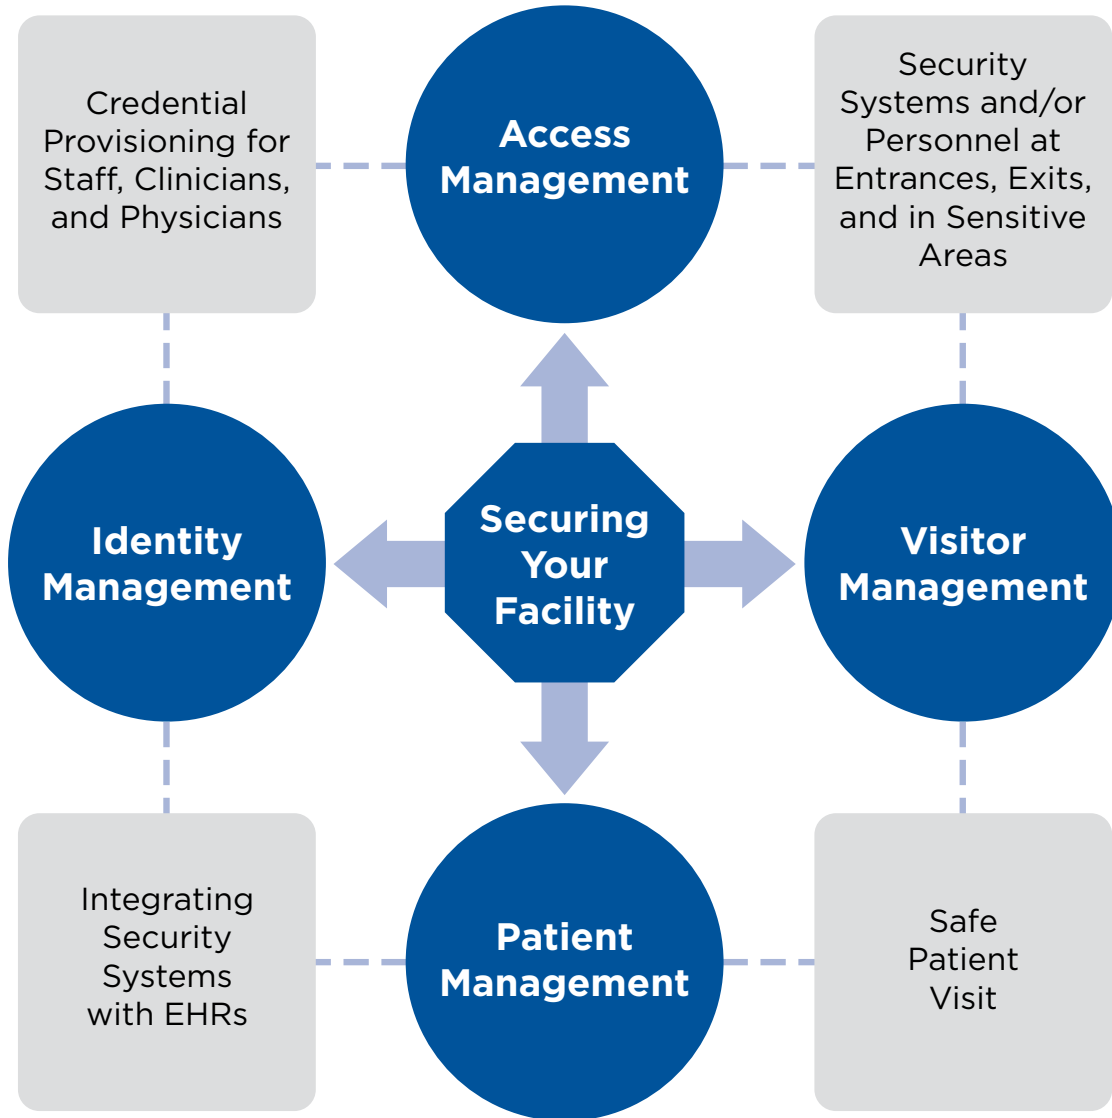 Credential
Provisioning for
Staff, Clinicians,
and Physicians
Access
Management
Security
Systems and/or
Personnel at
Entrances, Exits,
and in Sensitive
Areas
Identity
Management
Securing
Your
Facility
Visitor
Management
Integrating
Security
Systems
with EHRs
Patient
Management
Safe
Patient
Visit